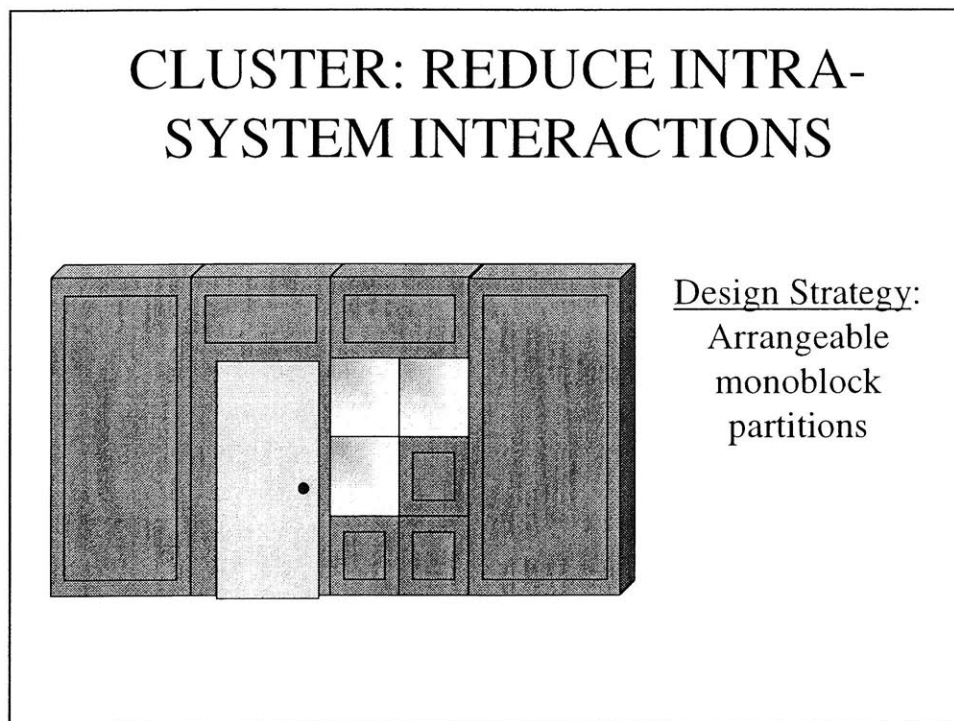 CLUSTER: REDUCE INTRA-
SYSTEM INTERACTIONS
Design Strategy:
Arrangeable
monoblock
partitions